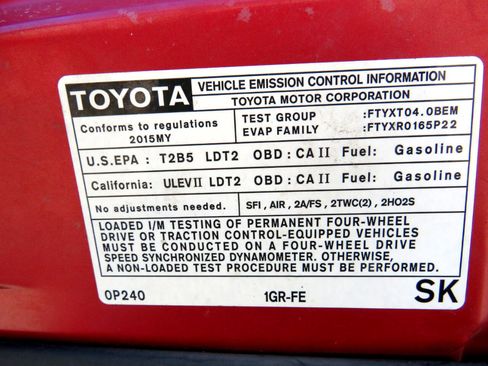 TOYOTA
VEHICLE EMISSION CONTROL INFORMATION
TOYOTA MOTOR CORPORATION
Conforms to regulations
2015MY
TEST GROUP :FTYXT04.0BEM
EVAP FAMILY :FTYXR0165P22
U.S.EPA : T2B5 LDT2 OBD : CA II Fuel: Gasoline
California: ULEV II LDT2 OBD : CA II Fuel: Gasoline
No adjustments needed. SFI , AIR , 2A/FS , 2TWC(2) , 2HO2S
LOADED I/M TESTING OF PERMANENT FOUR-WHEEL
DRIVE OR TRACTION CONTROL-EQUIPPED VEHICLES
MUST BE CONDUCTED ON A FOUR-WHEEL DRIVE
SPEED SYNCHRONIZED DYNAMOMETER. OTHERWISE,
A NON-LOADED TEST PROCEDURE MUST BE PERFORMED.
0P240 1GR-FE SK